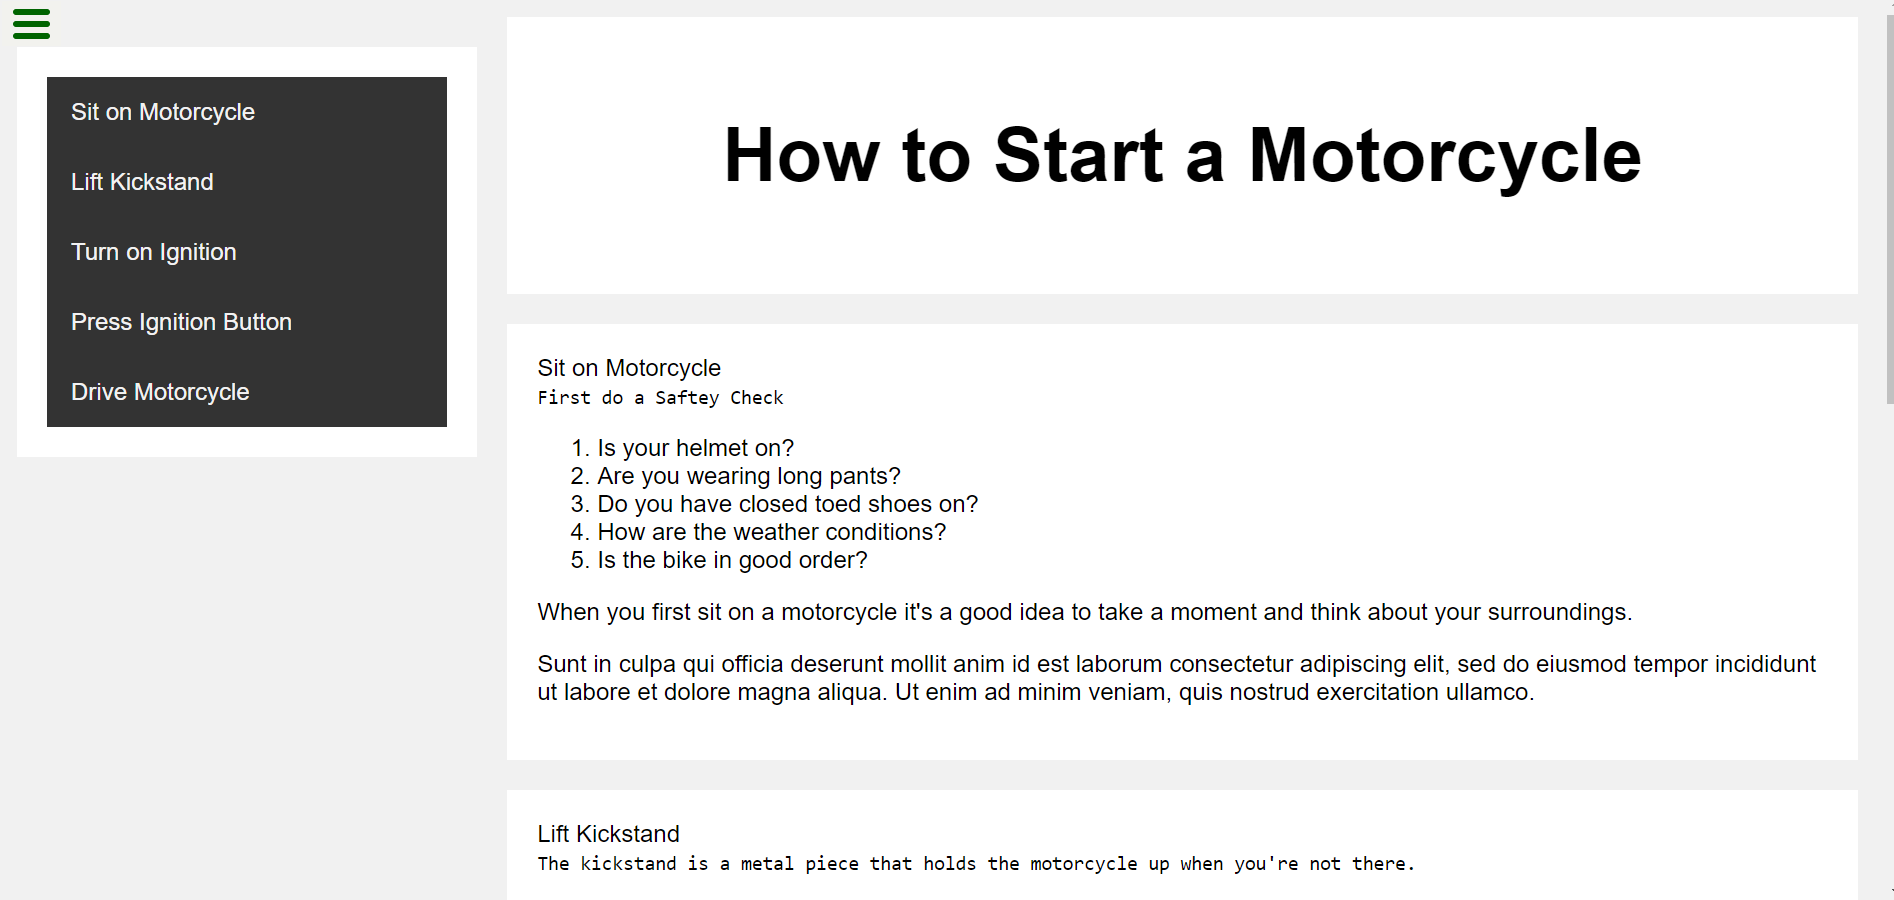 Sit on Motorcycle
Lift Kickstand
Turn on Ignition
Press Ignition Button
Drive Motorcycle
How to Start a Motorcycle
Sit on Motorcycle
First do a Saftey Check
1. Is your helmet on?
2. Are you wearing long pants?
3. Do you have closed toed shoes on?
4. How are the weather conditions?
5. Is the bike in good order?
When you first sit on a motorcycle it's a good idea to take a moment and think about your surroundings.
Sunt in culpa qui officia deserunt mollit anim id est laborum consectetur adipiscing elit, sed do eiusmod tempor incididunt
ut labore et dolore magna aliqua. Ut enim ad minim veniam, quis nostrud exercitation ullamco.
Lift Kickstand
The kickstand is a metal piece that holds the motorcycle up when you're not there.